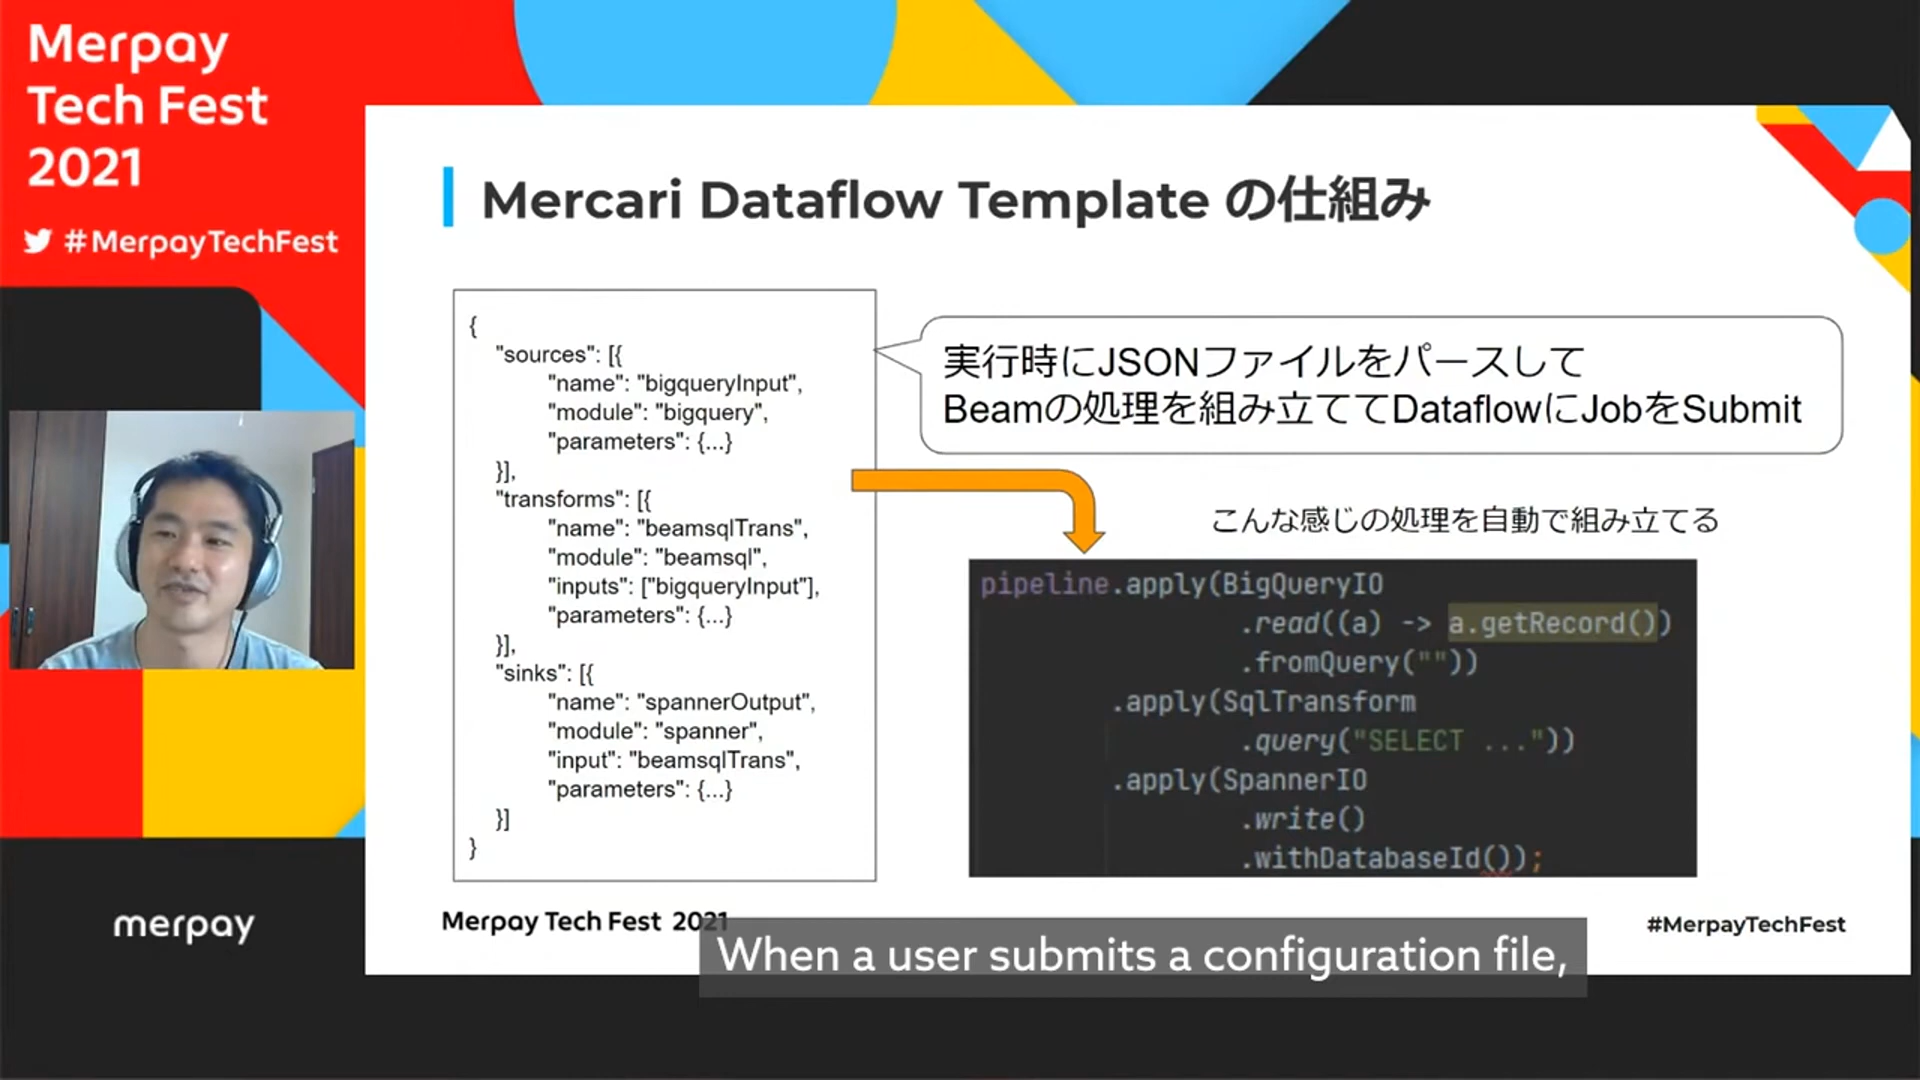 Merpay
Tech Fest
2021
#MerpayTechFest
Mercari Dataflow Template の仕組み
{
"sources": [{
"name": "bigqueryInput",
"module": "bigquery",
"parameters": {...}
}],
"transforms": [{
"name": "beamsqlTrans",
"module": "beamsql",
"inputs": ["bigqueryInput"],
"parameters": {...}
}],
"sinks": [{
"name": "spannerOutput",
"module": "spanner",
"input": "beamsqlTrans",
"parameters": {...}
}]
}
実行時にJSONファイルをパースして
Beamの処理を組み立ててDataflowにJobをSubmit
こんな感じの処理を自動で組み立てる
pipeline.apply(BigQueryIO
.read((a) -> a.getRecord())
.fromQuery(""))
.apply(SqlTransform
.query("SELECT ..."))
.apply(SpannerIO
.write()
.withDatabaseId());
merpay
Merpay Tech Fest 2021
#MerpayTechFest
When a user submits a configuration file,